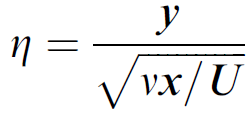 η = y / √(νx/U)